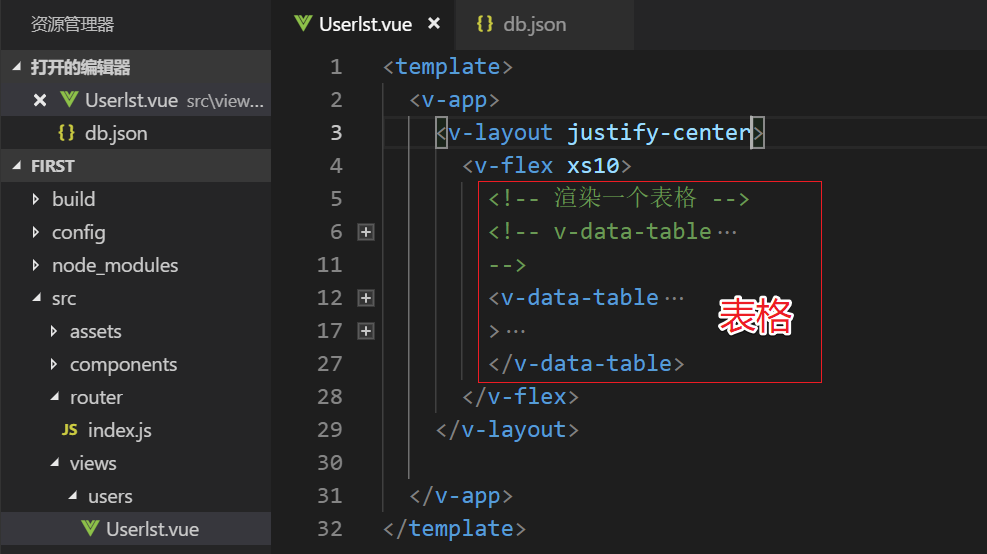 资源管理器
打开的编辑器
Userlst.vue src\view...
{} db.json
FIRST
build
config
node_modules
src
assets
components
router
JS index.js
views
users
Userlst.vue
Userlst.vue
{} db.json
1 <template>
2 <v-app>
3 <v-layout justify-center>
4 <v-flex xs10>
5 <!-- 渲染一个表格 -->
6 <!-- v-data-table ...
11 -->
12 <v-data-table ...
17 > ...
27 </v-data-table>
表格
28 </v-flex>
29 </v-layout>
30
31 </v-app>
32 </template>